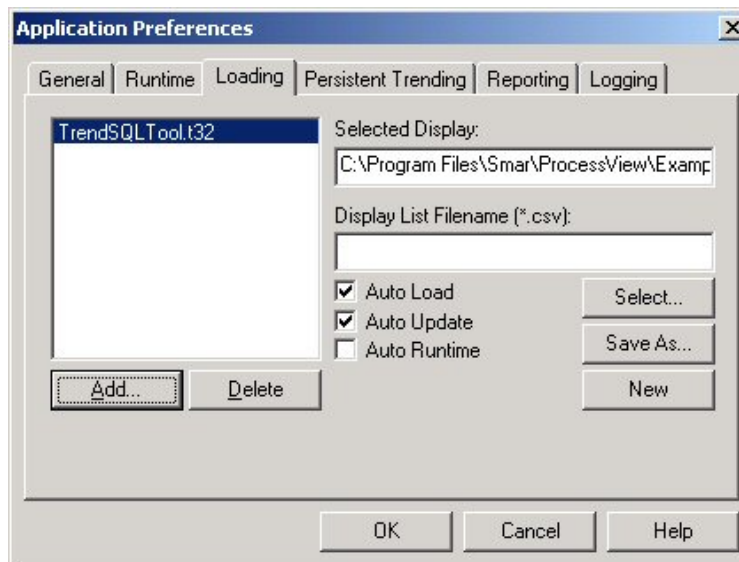 Application Preferences
General Runtime Loading Persistent Trending Reporting Logging
TrendSQLTool.t32
Selected Display:
C:\Program Files\Smar\ProcessView\Examp
Display List Filename (*.csv):
Auto Load
Auto Update
Auto Runtime
Select...
Save As...
New
Add... Delete
OK Cancel Help